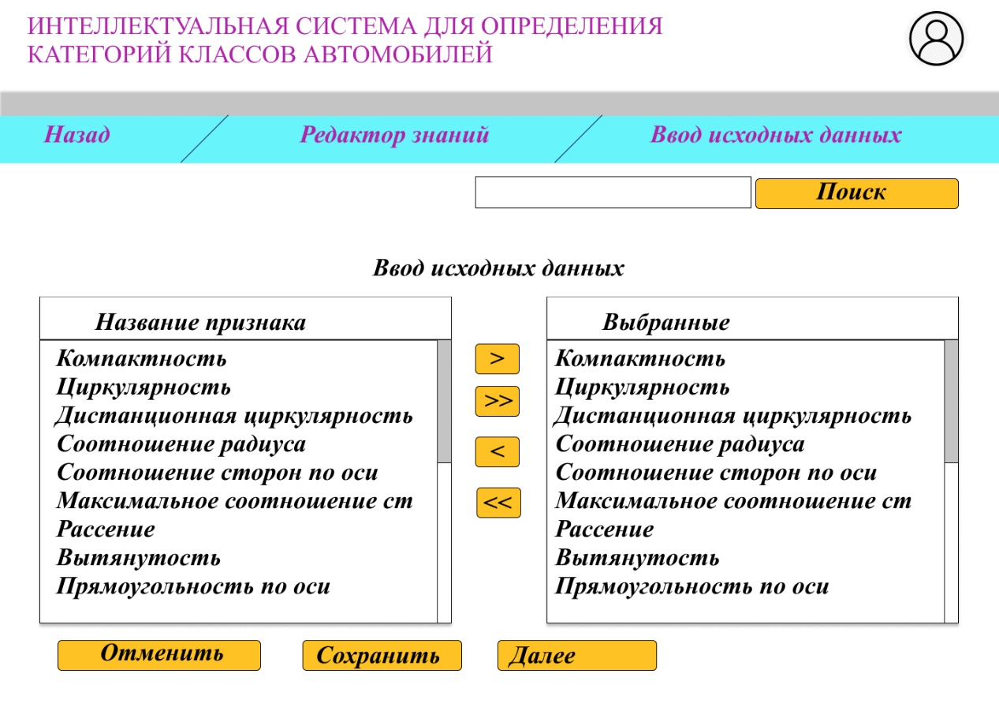 ИНТЕЛЛЕКТУАЛЬНАЯ СИСТЕМА ДЛЯ ОПРЕДЕЛЕНИЯ
КАТЕГОРИЙ КЛАССОВ АВТОМОБИЛЕЙ
Назад
Редактор знаний
Ввод исходных данных
Поиск
Ввод исходных данных
Название признака
Компактность
Циркулярность
Дистанционная циркулярность
Соотношение радиуса
Соотношение сторон по оси
Максимальное соотношение ст
Рассение
Вытянутость
Прямоугольность по оси
>
>>
<
<<
Выбранные
Компактность
Циркулярность
Дистанционная циркулярность
Соотношение радиуса
Соотношение сторон по оси
Максимальное соотношение ст
Рассение
Вытянутость
Прямоугольность по оси
Отменить
Сохранить
Далее